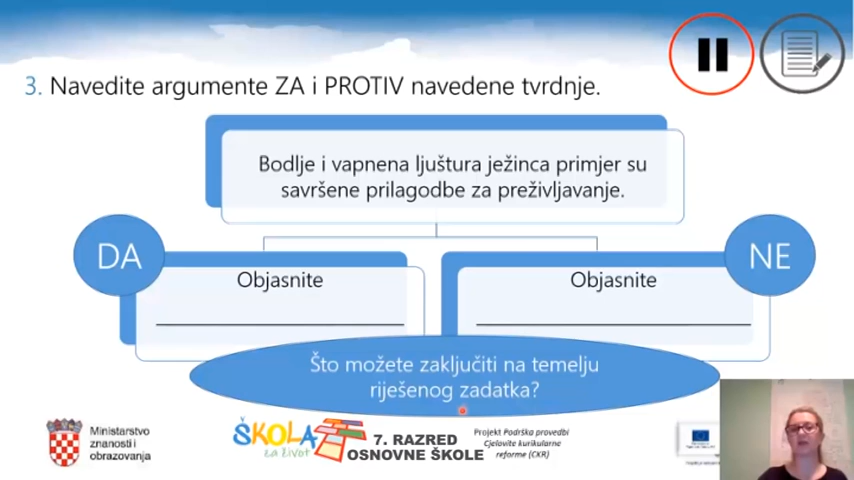 3. Navedite argumente ZA i PROTIV navedene tvrdnje.
Bodlje i vapnena ljuštura ježinca primjer su
savršene prilagodbe za preživljavanje.
DA
NE
Objasnite
Objasnite
Što možete zaključiti na temelju
riješenog zadatka?
Ministarstvo
znanosti i
obrazovanja
ŠKOLA
za život
7. RAZRED
OSNOVNE ŠKOLE
Projekt Podrška provedbi
Cjelovite kurikularne
reforme (CKR)